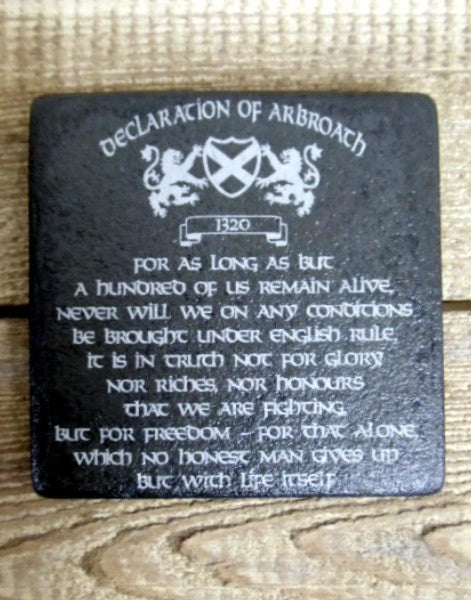 DECLARATION OF ARBROATH
1320
FOR AS LONG AS BUT
A HUNDRED OF US REMAIN ALIVE,
NEVER WILL WE ON ANY CONDITIONS
BE BROUGHT UNDER ENGLISH RULE,
IT IS IN TRUTH NOT FOR GLORY
NOR RICHES, NOR HONOURS
THAT WE ARE FIGHTING,
BUT FOR FREEDOM – FOR THAT ALONE,
WHICH NO HONEST MAN GIVES UP
BUT WITH LIFE ITSELF